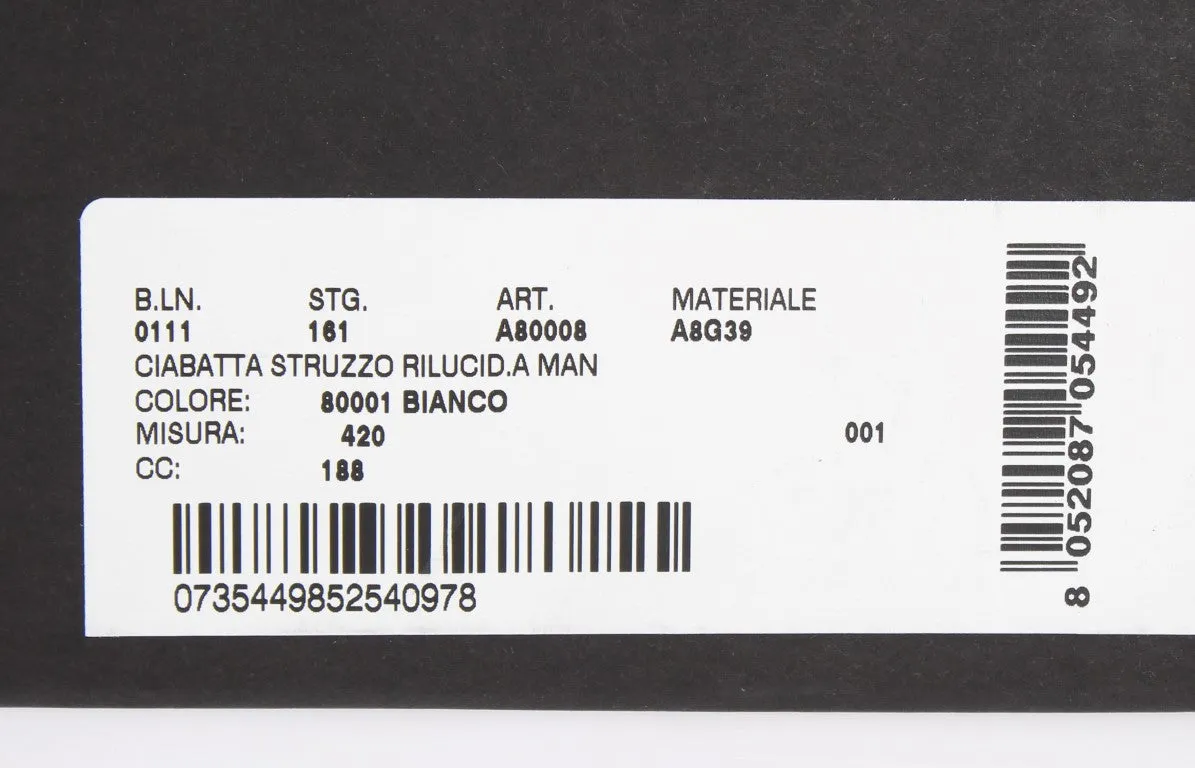 B.LN. STG. ART. MATERIALE
0111 161 A80008 A8G39
CIABATTA STRUZZO RILUCID.A MAN
COLORE: 80001 BIANCO
MISURA: 420 001
CC: 188
0735449852540978
8 052087 054492